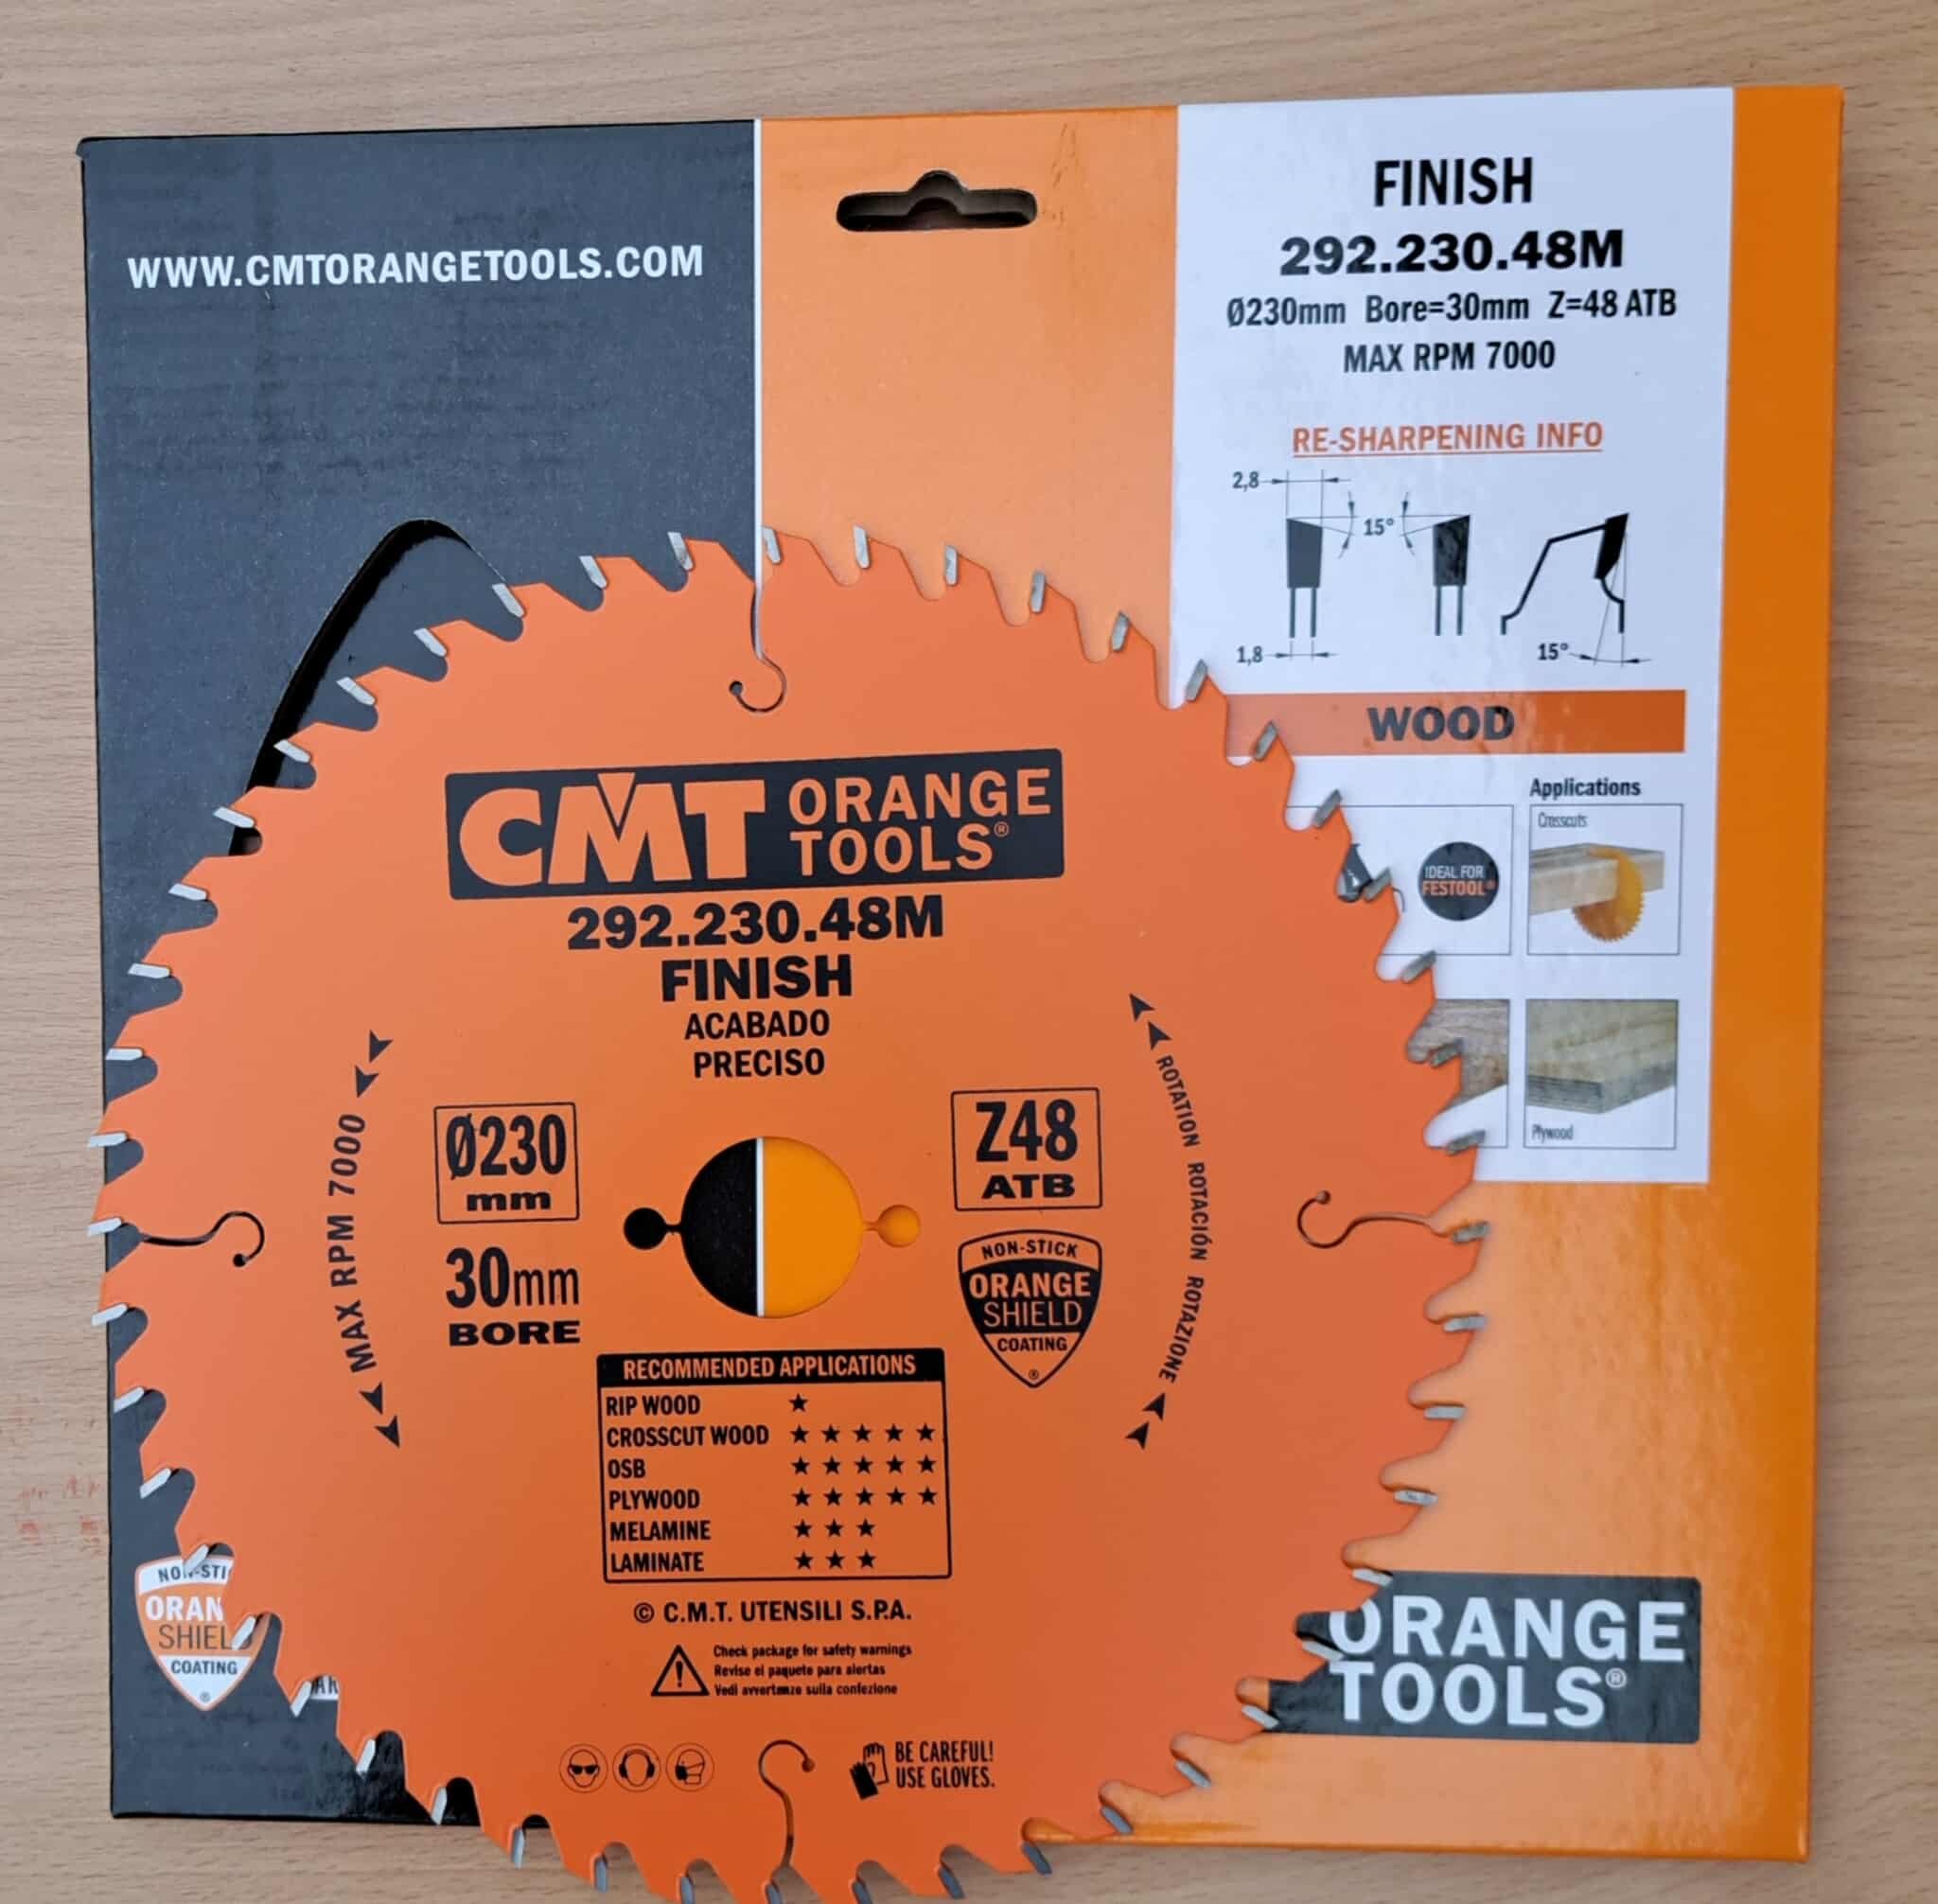 WWW.CMTORANGETOOLS.COM
FINISH
292.230.48M
Ø230mm Bore=30mm Z=48 ATB
MAX RPM 7000
RE-SHARPENING INFO
2,8
15°
1,8
15°
WOOD
Applications
Crosscuts
IDEAL FOR
FESTOOL®
Plywood
CMT ORANGE
TOOLS®
292.230.48M
FINISH
ACABADO
PRECISO
MAX RPM 7000
Ø230
mm
30mm
BORE
Z48
ATB
NON-STICK
ORANGE
SHIELD
COATING
®
ROTATION ROTACIÓN ROTAZIONE
RECOMMENDED APPLICATIONS
RIP WOOD ★
CROSSCUT WOOD ★ ★ ★ ★ ★
OSB ★ ★ ★ ★ ★
PLYWOOD ★ ★ ★ ★ ★
MELAMINE ★ ★ ★
LAMINATE ★ ★ ★
© C.M.T. UTENSILI S.P.A.
Check package for safety warnings
Revise el paquete para alertas
Vedi avvertenze sulla confezione
BE CAREFUL!
USE GLOVES.
NON-STI
ORAN
SHIEL
COATING
®
ORANGE
TOOLS®